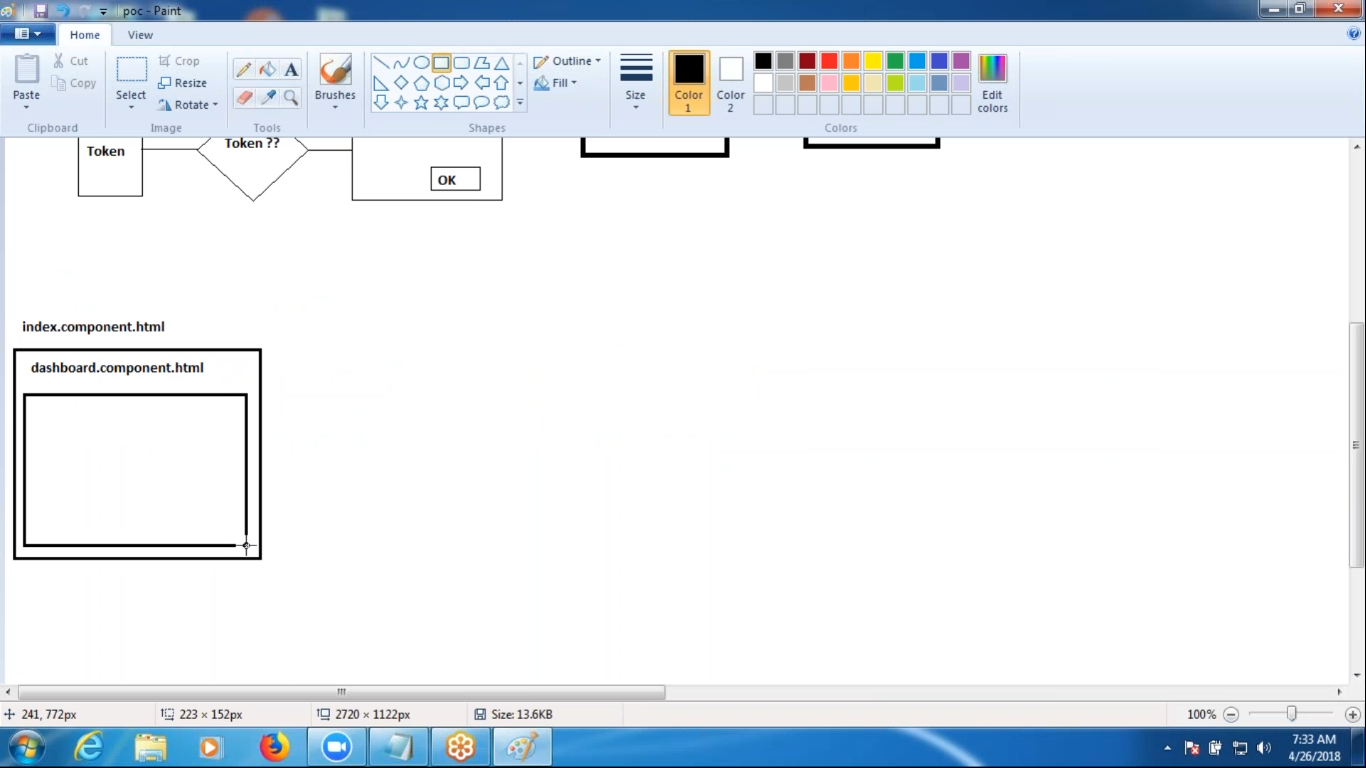 poc - Paint
Home
View
Paste
Cut
Copy
Clipboard
Select
Crop
Resize
Rotate
Image
A
Tools
Brushes
Shapes
Outline
Fill
Size
Color 1
Color 2
Edit colors
Colors
Token
Token ??
OK
index.component.html
dashboard.component.html
241, 772px
223 × 152px
2720 × 1122px
Size: 13.6KB
100%
7:33 AM
4/26/2018